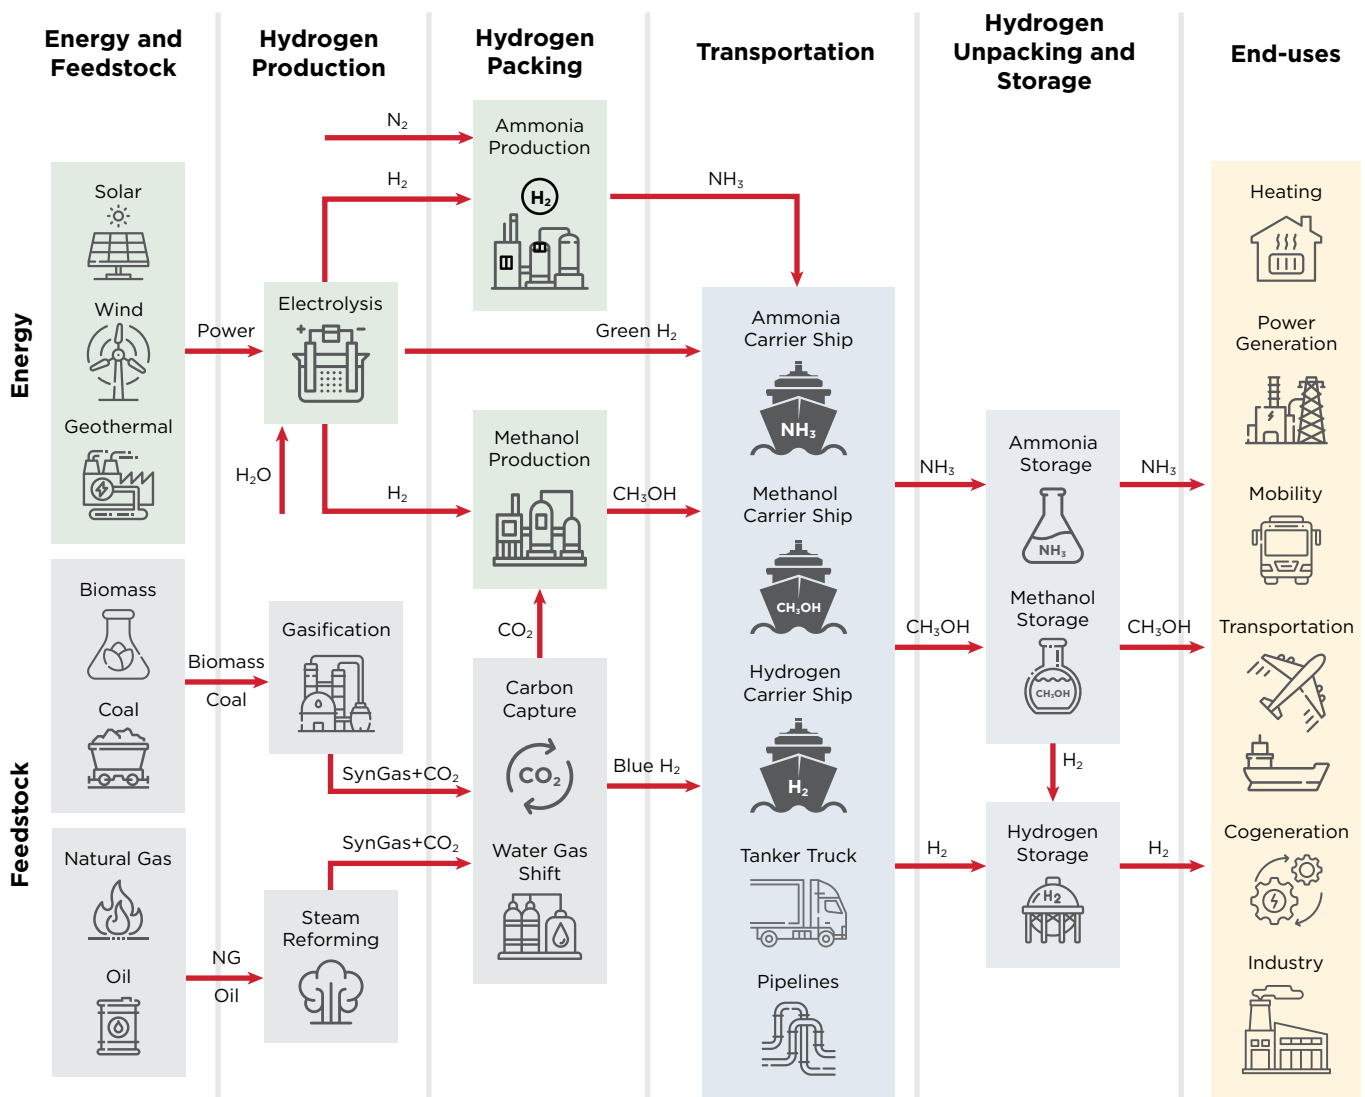 Energy and
Feedstock
Hydrogen
Production
Hydrogen
Packing
Transportation
Hydrogen
Unpacking and
Storage
End-uses
Energy
Feedstock
Solar
Wind
Geothermal
Biomass
Coal
Natural Gas
Oil
Power
H₂O
Biomass
Coal
NG
Oil
Electrolysis
+ −
Gasification
Steam
Reforming
N₂
H₂
H₂
SynGas+CO₂
SynGas+CO₂
Ammonia
Production
H₂
Methanol
Production
CO₂
Carbon
Capture
CO₂
Water Gas
Shift
NH₃
Green H₂
CH₃OH
Blue H₂
Ammonia
Carrier Ship
NH₃
Methanol
Carrier Ship
CH₃OH
Hydrogen
Carrier Ship
H₂
Tanker Truck
Pipelines
NH₃
CH₃OH
H₂
Ammonia
Storage
NH₃
Methanol
Storage
CH₃OH
H₂
Hydrogen
Storage
H₂
NH₃
CH₃OH
H₂
Heating
Power
Generation
Mobility
Transportation
Cogeneration
Industry